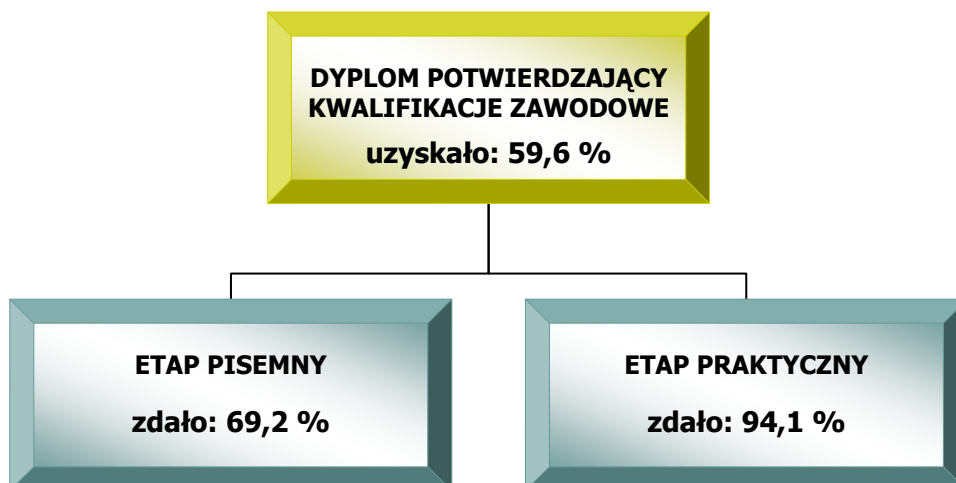 DYPLOM POTWIERDZAJĄCY
KWALIFIKACJE ZAWODOWE
uzyskało: 59,6 %
ETAP PISEMNY
zdało: 69,2 %
ETAP PRAKTYCZNY
zdało: 94,1 %